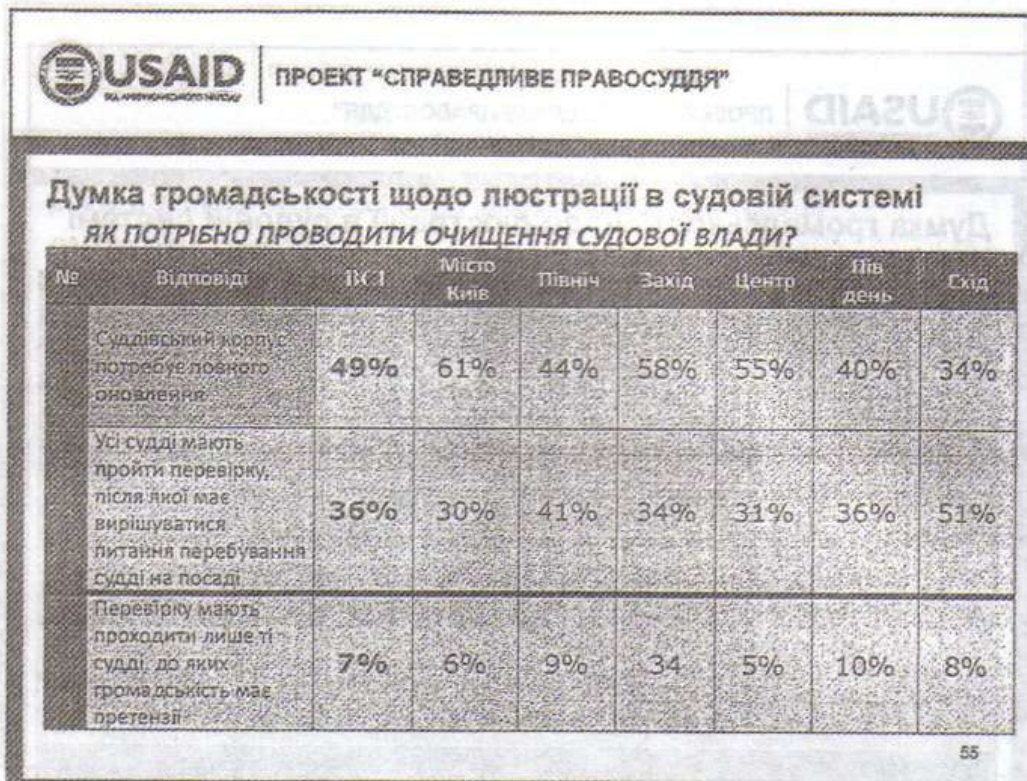 USAID
ВІД АМЕРИКАНСЬКОГО НАРОДУ
ПРОЕКТ “СПРАВЕДЛИВЕ ПРАВОСУДДЯ”
Думка громадськості щодо люстрації в судовій системі
ЯК ПОТРІБНО ПРОВОДИТИ ОЧИЩЕННЯ СУДОВОЇ ВЛАДИ?
№ Відповіді ВСІ Місто Київ Північ Захід Центр Пів день Схід
Суддівський корпус
потребує повного
оновлення
49% 61% 44% 58% 55% 40% 34%
Усі судді мають
пройти перевірку,
після якої має
вирішуватися
питання перебування
судді на посаді
36% 30% 41% 34% 31% 36% 51%
Перевірку мають
проходити лише ті
судді, до яких
громадськість має
претензії
7% 6% 9% 34 5% 10% 8%
55